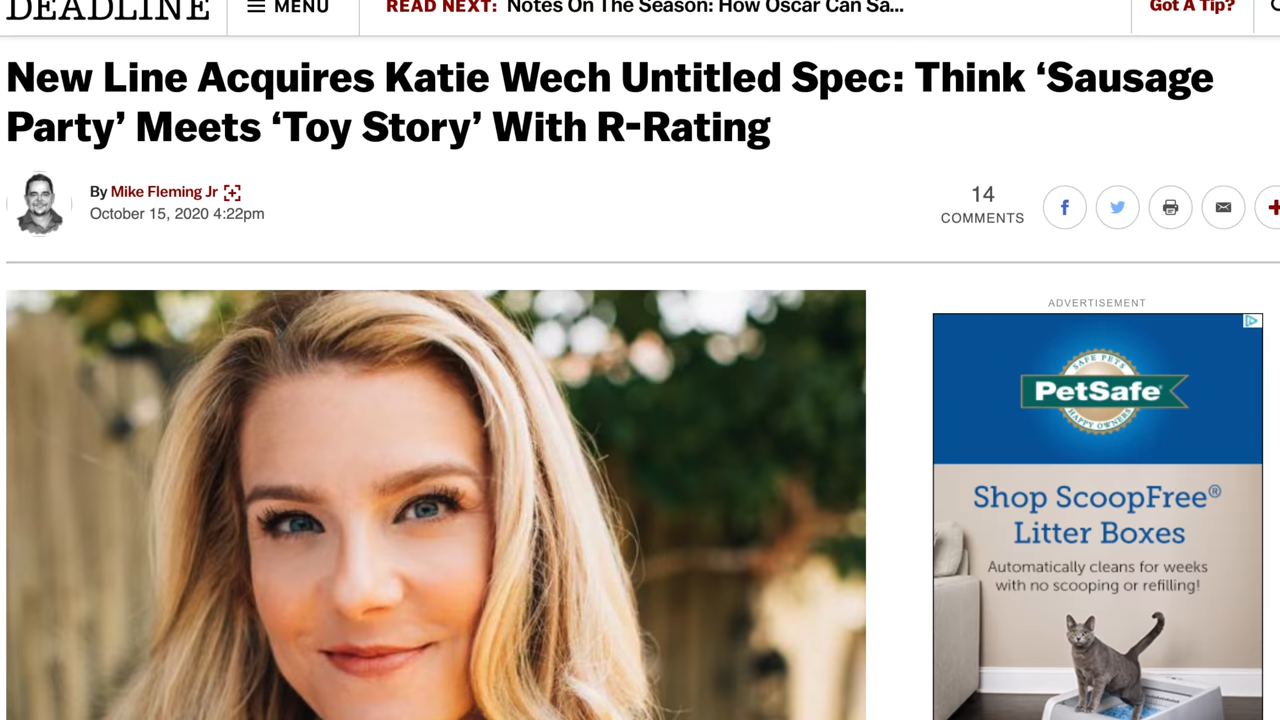 DEADLINE
MENU
READ NEXT: Notes On The Season: How Oscar Can Sa...
Got A Tip?
New Line Acquires Katie Wech Untitled Spec: Think ‘Sausage
Party’ Meets ‘Toy Story’ With R-Rating
By Mike Fleming Jr
October 15, 2020 4:22pm
14
COMMENTS
f
ADVERTISEMENT
SAFE PETS
PetSafe®
HAPPY OWNERS
Shop ScoopFree®
Litter Boxes
Automatically cleans for weeks
with no scooping or refilling!